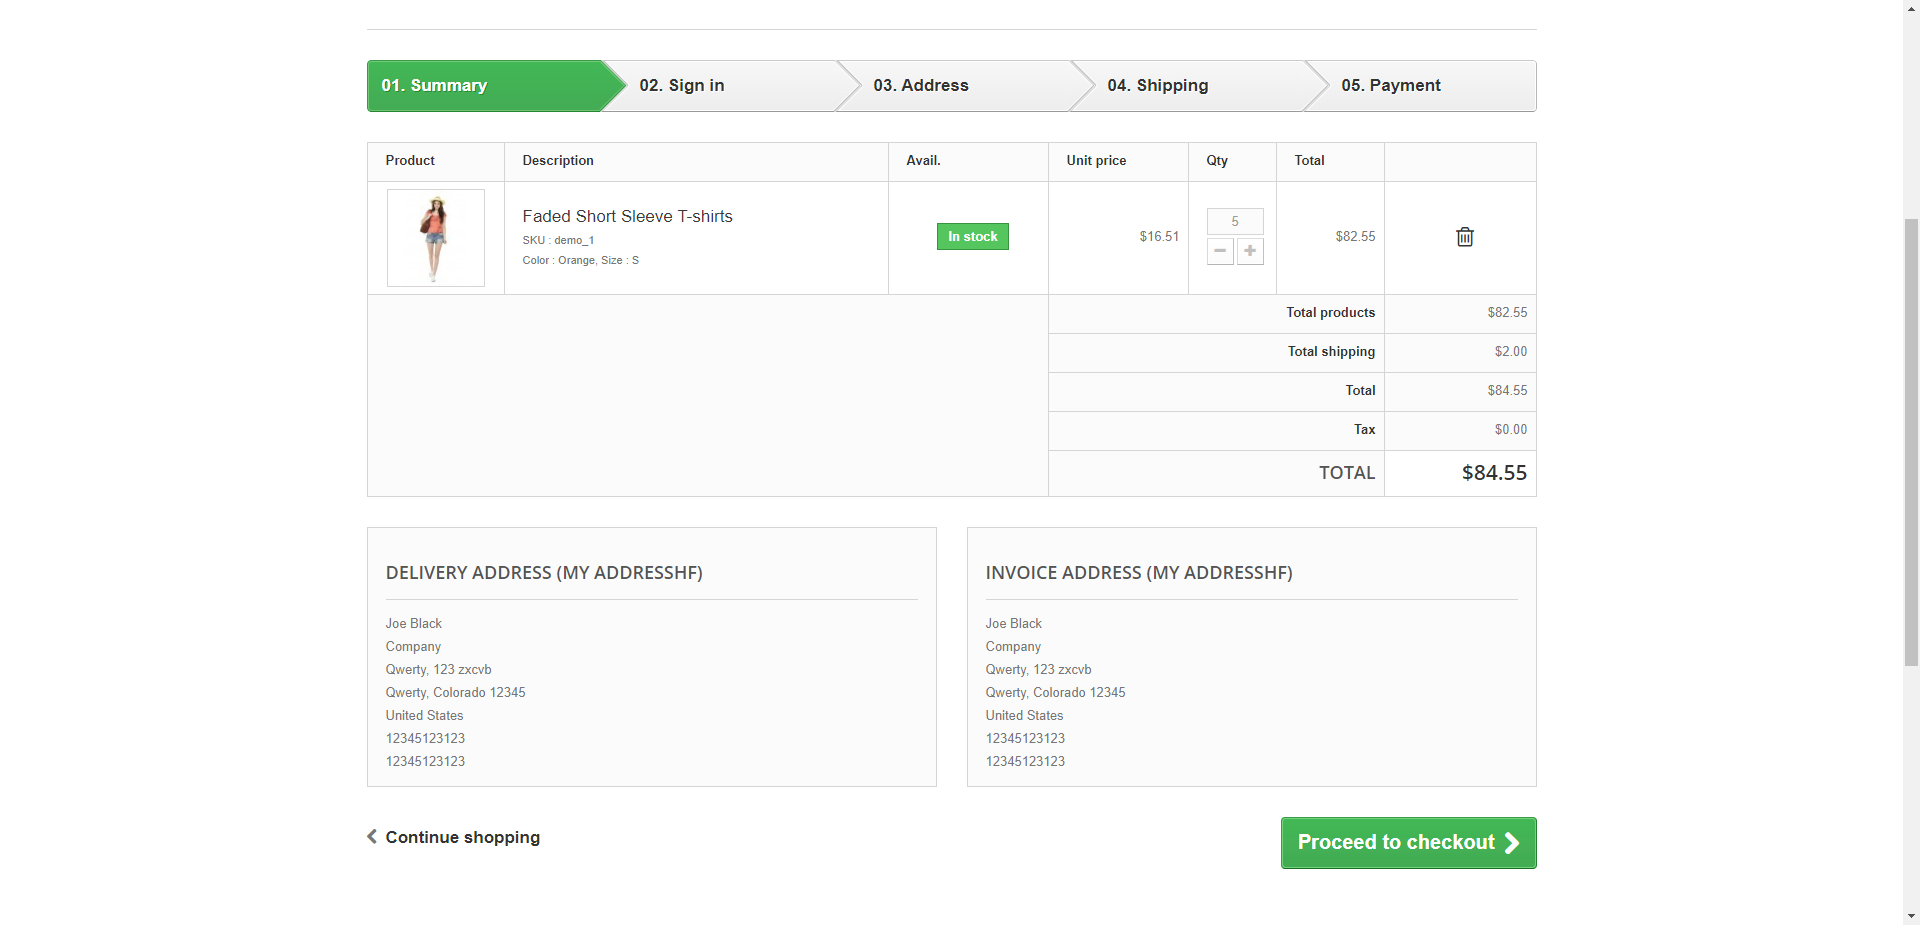 01. Summary
02. Sign in
03. Address
04. Shipping
05. Payment
Product Description Avail. Unit price Qty Total
Faded Short Sleeve T-shirts
SKU : demo_1
Color : Orange, Size : S
In stock
$16.51
5
$82.55
Total products $82.55
Total shipping $2.00
Total $84.55
Tax $0.00
TOTAL $84.55
DELIVERY ADDRESS (MY ADDRESSHF)
Joe Black
Company
Qwerty, 123 zxcvb
Qwerty, Colorado 12345
United States
12345123123
12345123123
INVOICE ADDRESS (MY ADDRESSHF)
Joe Black
Company
Qwerty, 123 zxcvb
Qwerty, Colorado 12345
United States
12345123123
12345123123
Continue shopping
Proceed to checkout